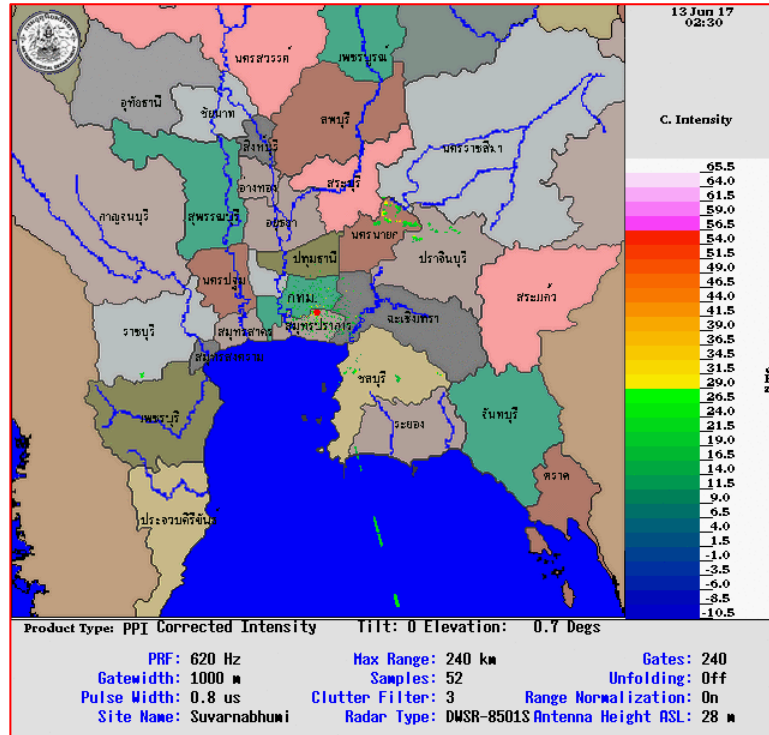 13 Jun 17
02:30
C. Intensity
นครสวรรค์
เพชรบูรณ์
อุทัยธานี
ชัยนาท
ลพบุรี
สิงห์บุรี
นครราชสีมา
สระบุรี
อ่างทอง
กาญจนบุรี
สุพรรณบุรี
อยุธยา
นครนายก
ปราจีนบุรี
ปทุมธานี
นครปฐม
สระแก้ว
กทม.
ราชบุรี
สมุทรสาคร
สมุทรปราการ
ฉะเชิงเทรา
สมุทรสงคราม
ชลบุรี
เพชรบุรี
ระยอง
จันทบุรี
ตราด
ประจวบคีรีขันธ์
65.5
64.0
61.5
59.0
56.5
54.0
51.5
49.0
46.5
44.0
41.5
39.0
36.5
34.0
31.5
29.0
26.5
24.0
21.5
19.0
16.5
14.0
11.5
9.0
6.5
4.0
1.5
-1.0
-3.5
-6.0
-8.5
-10.5
Product Type: PPI Corrected Intensity Tilt: 0 Elevation: 0.7 Degs
PRF: 620 Hz Max Range: 240 km Gates: 240
Gatewidth: 1000 m Samples: 52 Unfolding: Off
Pulse Width: 0.8 us Clutter Filter: 3 Range Normalization: On
Site Name: Suvarnabhumi Radar Type: DWSR-8501S Antenna Height ASL: 28 m